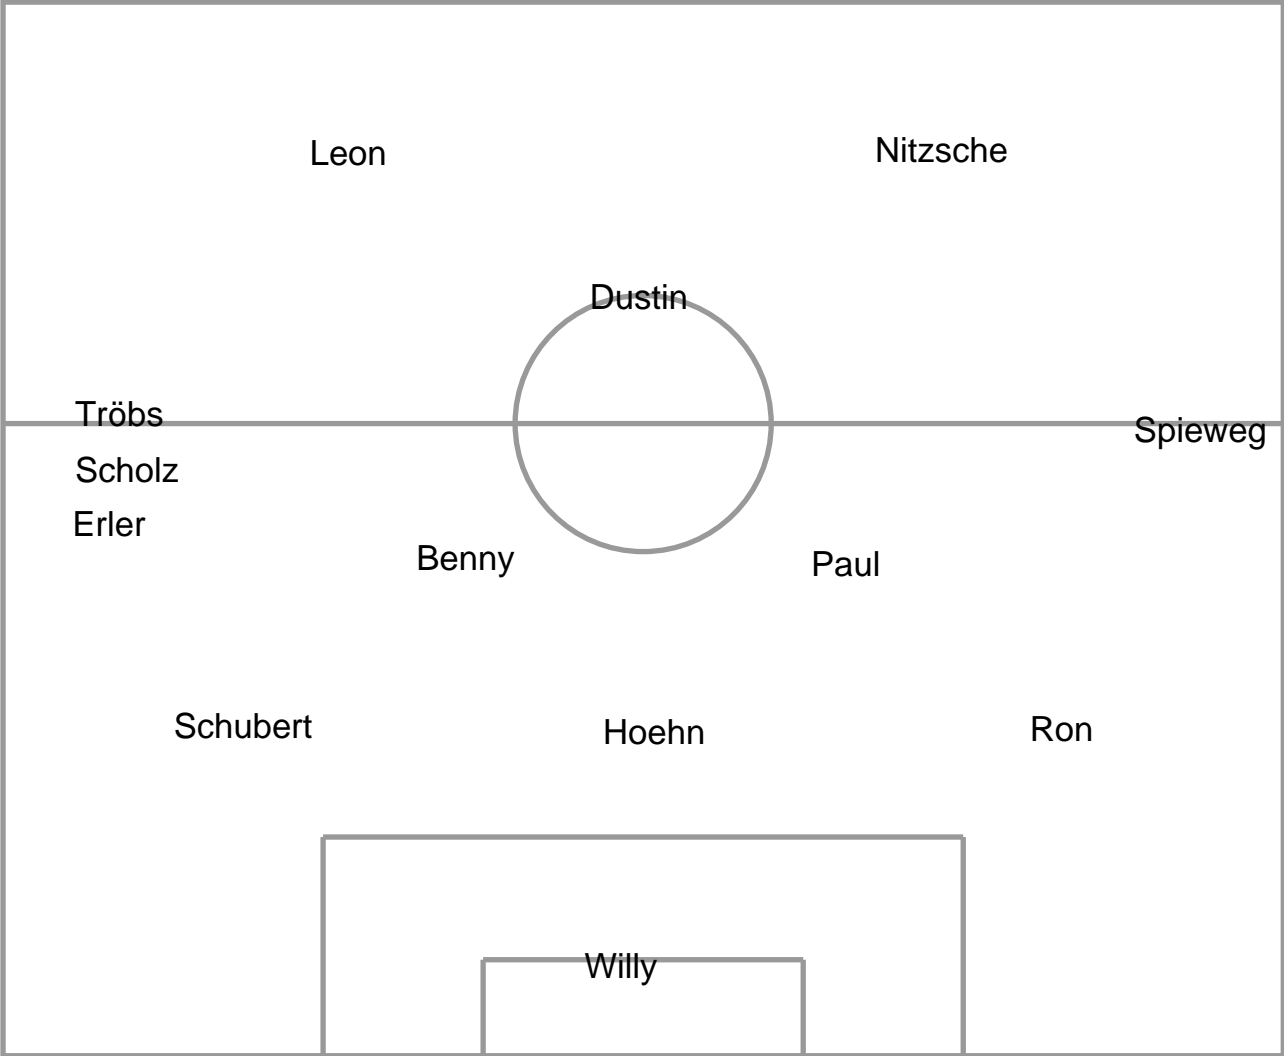 Leon
Nitzsche
Dustin
Tröbs
Spieweg
Scholz
Erler
Benny
Paul
Schubert
Hoehn
Ron
Willy